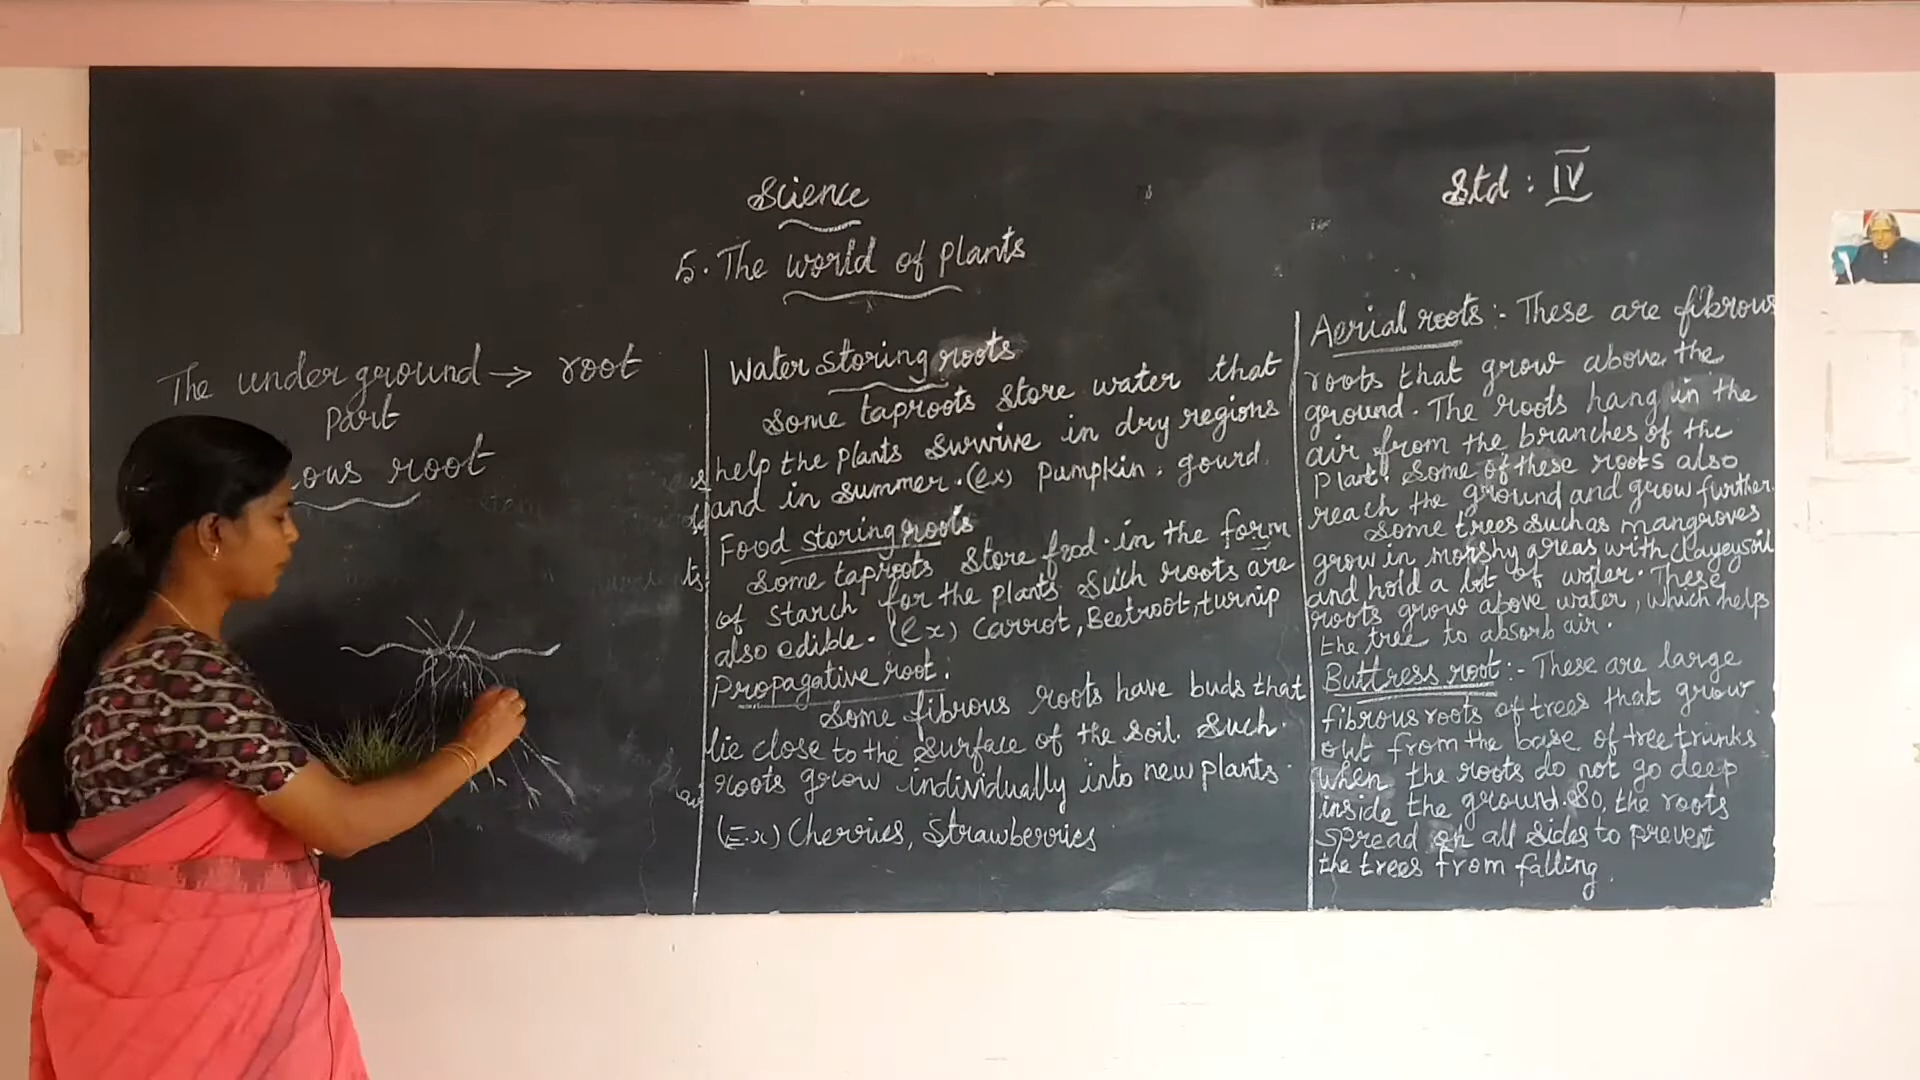 Science
Std : IV
5. The world of plants
The under ground → root
Part
ous root
Water Storing roots
Some taproots store water that
help the plants survive in dry regions
and in summer. (ex) Pumpkin, gourd
Food storing roots
Some taproots store food in the form
of starch for the plants such roots are
also edible. (ex) Carrot, Beetroot, turnip
Propagative root:
Some fibrous roots have buds that
lie close to the surface of the soil. Such
roots grow individually into new plants.
(E.x) Cherries, Strawberries
Aerial roots :- These are fibrous
roots that grow above the
ground. The roots hang in the
air from the branches of the
Plant. Some of these roots also
reach the ground and grow further.
Some trees such as mangroves
grow in morshy areas with clayey soil
and hold a lot of water. These
roots grow above water, which helps
the tree to absorb air.
Buttress root :- These are large
fibrous roots of trees that grow
out from the base of tree trunks
when the roots do not go deep
inside the ground. So, the roots
spread on all sides to prevent
the trees from falling.